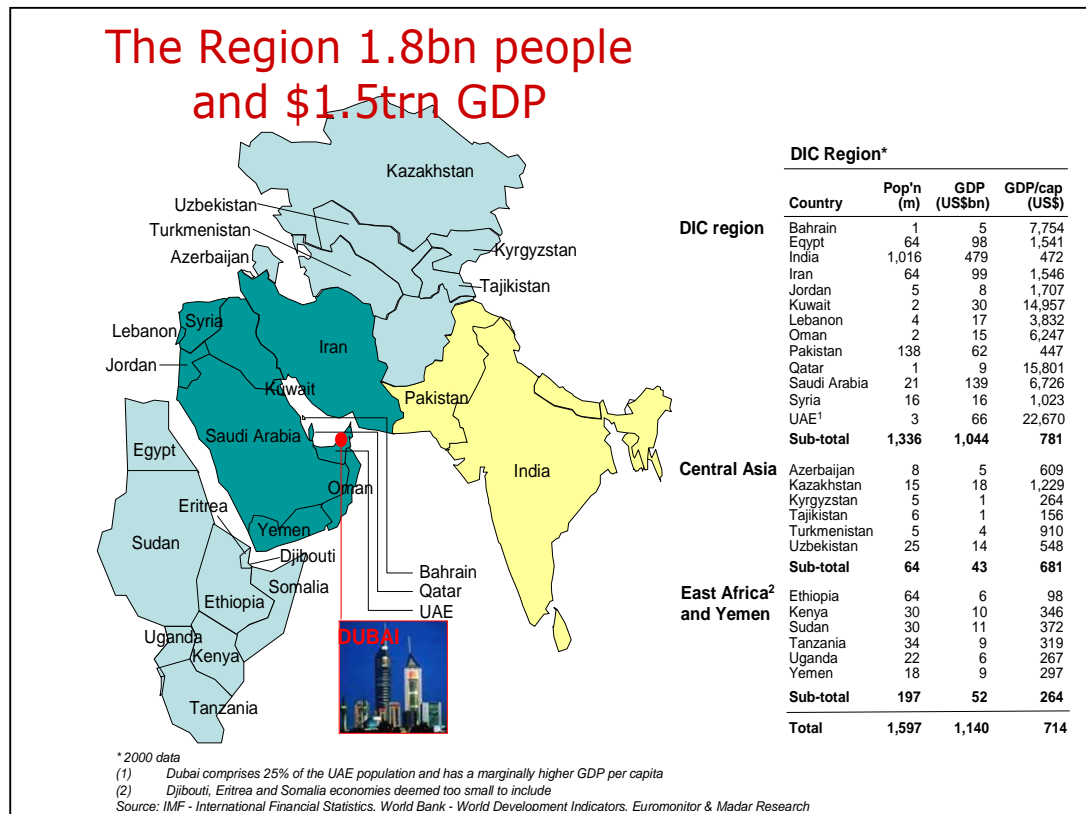 The Region 1.8bn people
and $1.5trn GDP
Kazakhstan
Uzbekistan
Turkmenistan
Azerbaijan
Kyrgyzstan
Tajikistan
Lebanon
Syria
Iran
Jordan
Kuwait
Pakistan
Saudi Arabia
Egypt
India
Oman
Eritrea
Yemen
Sudan
Djibouti
Somalia
Bahrain
Ethiopia
Qatar
UAE
Uganda
Kenya
DUBAI
Tanzania
DIC Region*
Country Pop'n (m) GDP (US$bn) GDP/cap (US$)
DIC region
Bahrain 1 5 7,754
Eqypt 64 98 1,541
India 1,016 479 472
Iran 64 99 1,546
Jordan 5 8 1,707
Kuwait 2 30 14,957
Lebanon 4 17 3,832
Oman 2 15 6,247
Pakistan 138 62 447
Qatar 1 9 15,801
Saudi Arabia 21 139 6,726
Syria 16 16 1,023
UAE1 3 66 22,670
Sub-total 1,336 1,044 781
Central Asia
Azerbaijan 8 5 609
Kazakhstan 15 18 1,229
Kyrgyzstan 5 1 264
Tajikistan 6 1 156
Turkmenistan 5 4 910
Uzbekistan 25 14 548
Sub-total 64 43 681
East Africa2
and Yemen
Ethiopia 64 6 98
Kenya 30 10 346
Sudan 30 11 372
Tanzania 34 9 319
Uganda 22 6 267
Yemen 18 9 297
Sub-total 197 52 264
Total 1,597 1,140 714
* 2000 data
(1) Dubai comprises 25% of the UAE population and has a marginally higher GDP per capita
(2) Djibouti, Eritrea and Somalia economies deemed too small to include
Source: IMF - International Financial Statistics. World Bank - World Development Indicators. Euromonitor & Madar Research